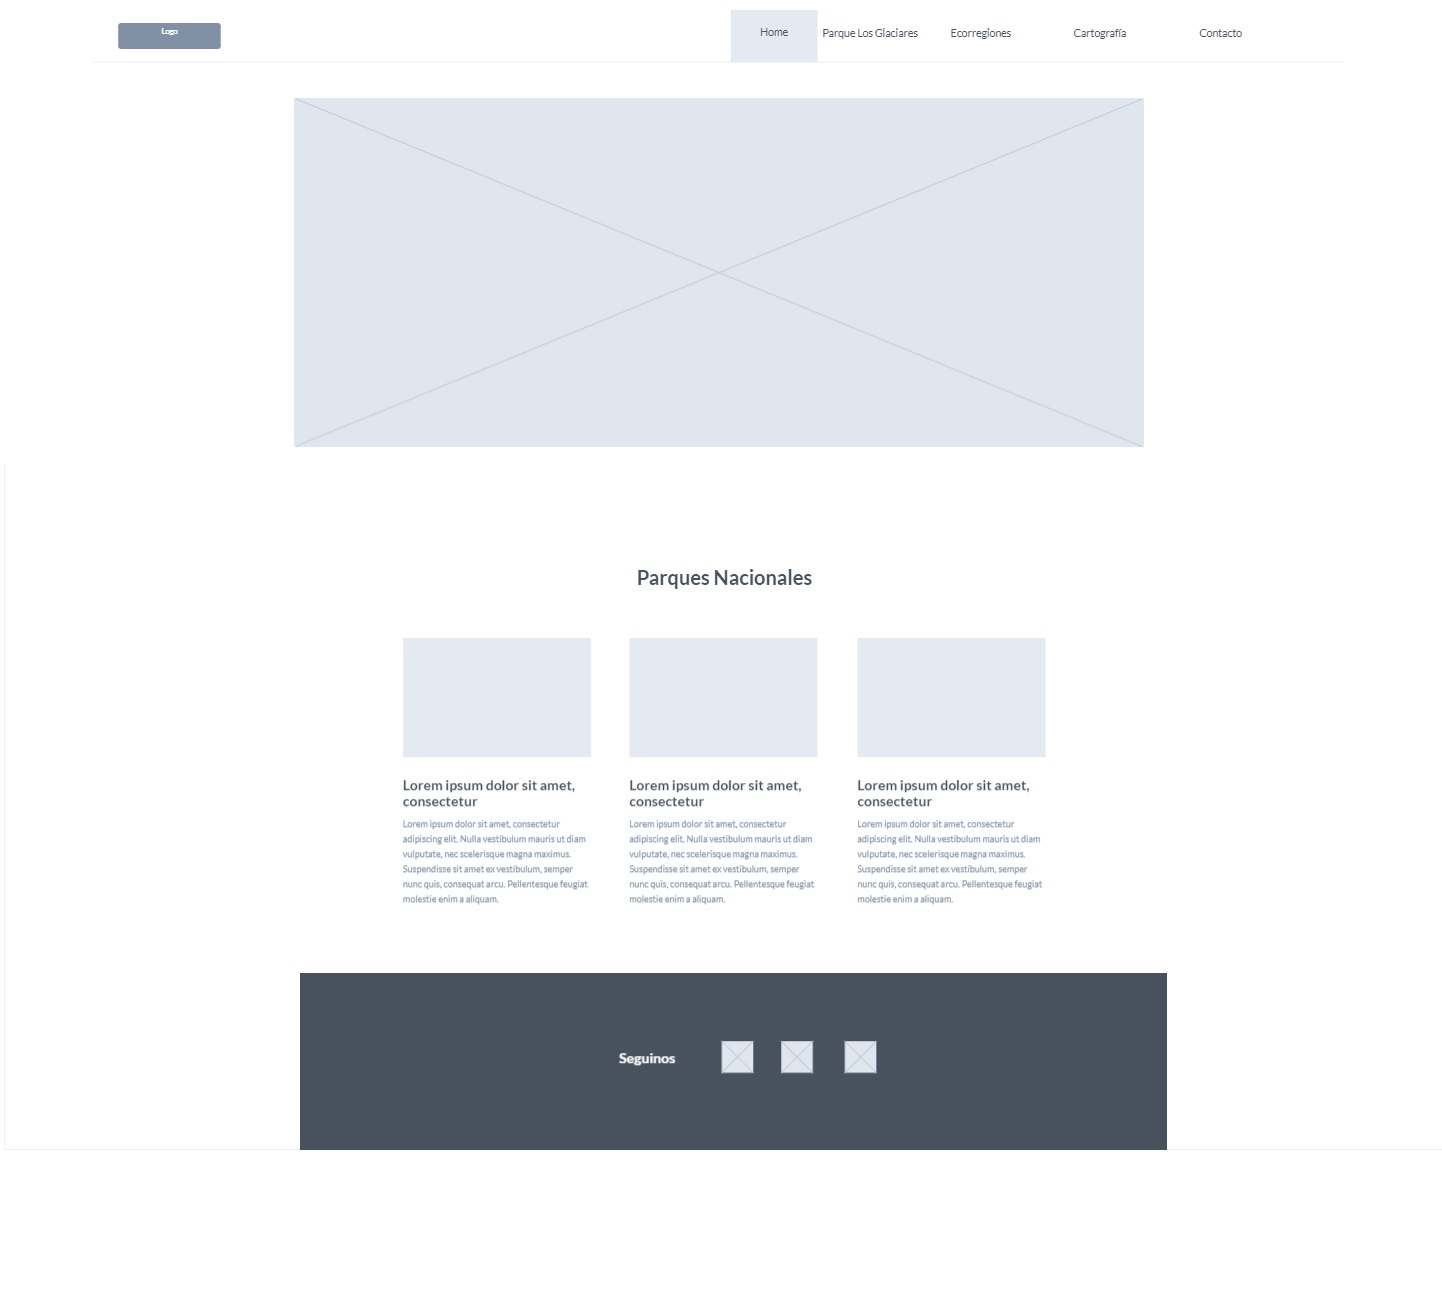 Logo
Home
Parque Los Glaciares
Ecorregiones
Cartografía
Contacto
Parques Nacionales
Lorem ipsum dolor sit amet,
consectetur
Lorem ipsum dolor sit amet, consectetur
adipiscing elit. Nulla vestibulum mauris ut diam
vulputate, nec scelerisque magna maximus.
Suspendisse sit amet ex vestibulum, semper
nunc quis, consequat arcu. Pellentesque feugiat
molestie enim a aliquam.
Lorem ipsum dolor sit amet,
consectetur
Lorem ipsum dolor sit amet, consectetur
adipiscing elit. Nulla vestibulum mauris ut diam
vulputate, nec scelerisque magna maximus.
Suspendisse sit amet ex vestibulum, semper
nunc quis, consequat arcu. Pellentesque feugiat
molestie enim a aliquam.
Lorem ipsum dolor sit amet,
consectetur
Lorem ipsum dolor sit amet, consectetur
adipiscing elit. Nulla vestibulum mauris ut diam
vulputate, nec scelerisque magna maximus.
Suspendisse sit amet ex vestibulum, semper
nunc quis, consequat arcu. Pellentesque feugiat
molestie enim a aliquam.
Seguinos